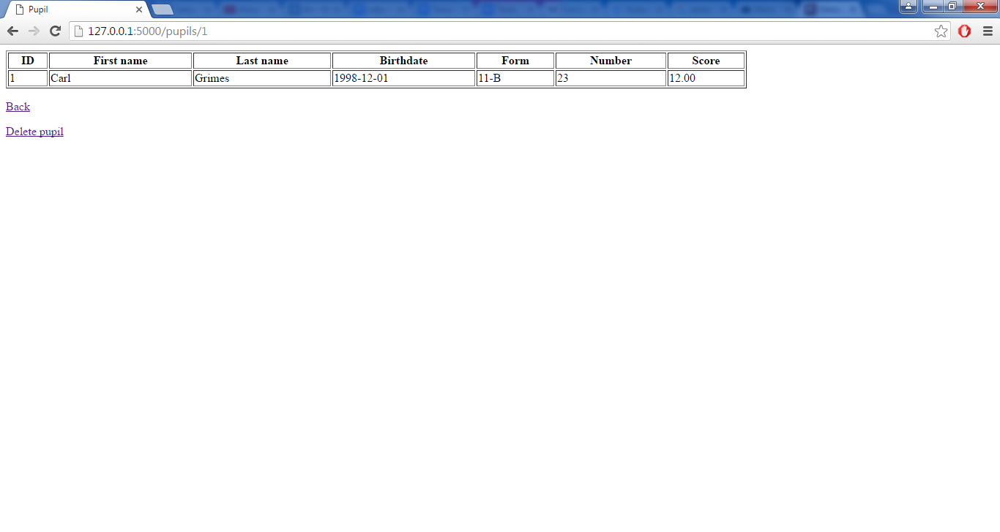 Pupil
127.0.0.1:5000/pupils/1
ID First name Last name Birthdate Form Number Score
1 Carl Grimes 1998-12-01 11-B 23 12.00
Back
Delete pupil